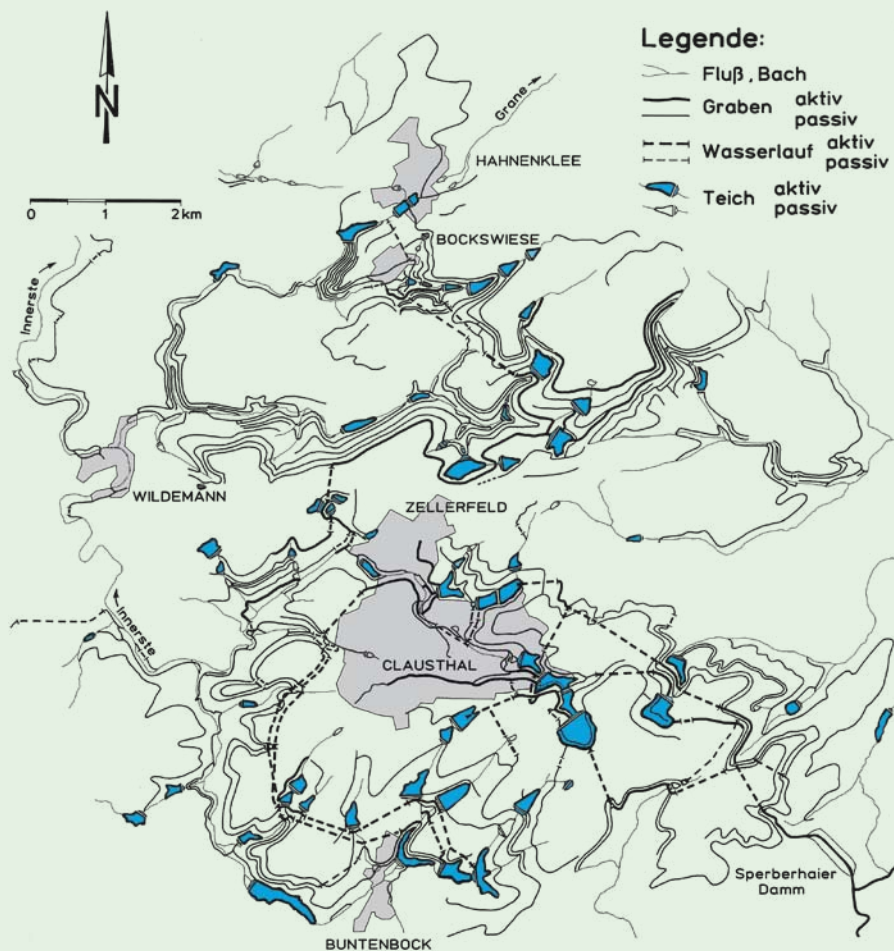 N
0 1 2 km
Legende:
Fluß, Bach
Graben aktiv
passiv
Wasserlauf aktiv
passiv
Teich aktiv
passiv
Grane
HAHNENKLEE
BOCKSWIESE
Innerste
WILDEMANN
ZELLERFELD
Innerste
CLAUSTHAL
Sperberhaier
Damm
BUNTENBOCK